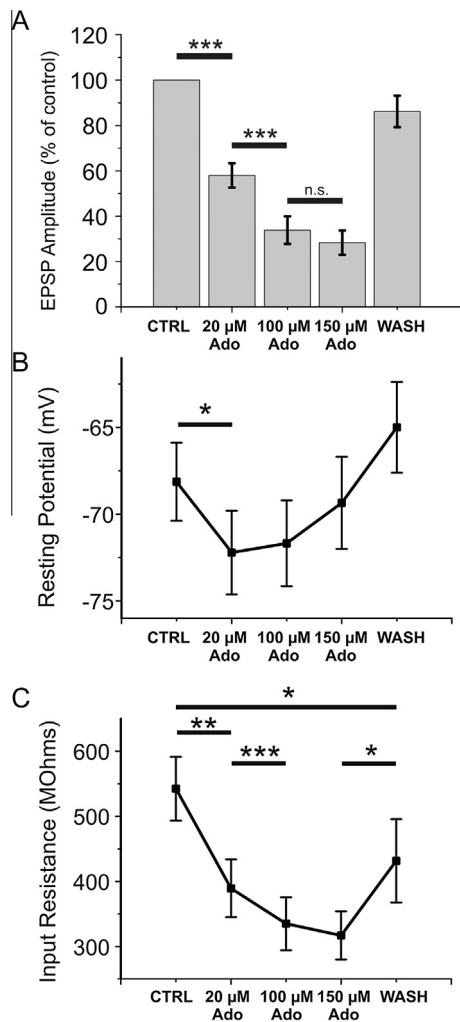 A
EPSP Amplitude (% of control)
120
100
80
60
40
20
0
***
***
n.s.
CTRL 20 µM 100 µM 150 µM WASH
Ado Ado Ado
B
Resting Potential (mV)
-65
-70
-75
*
CTRL 20 µM 100 µM 150 µM WASH
Ado Ado Ado
C
Input Resistance (MOhms)
600
500
400
300
*
**
***
*
CTRL 20 µM 100 µM 150 µM WASH
Ado Ado Ado